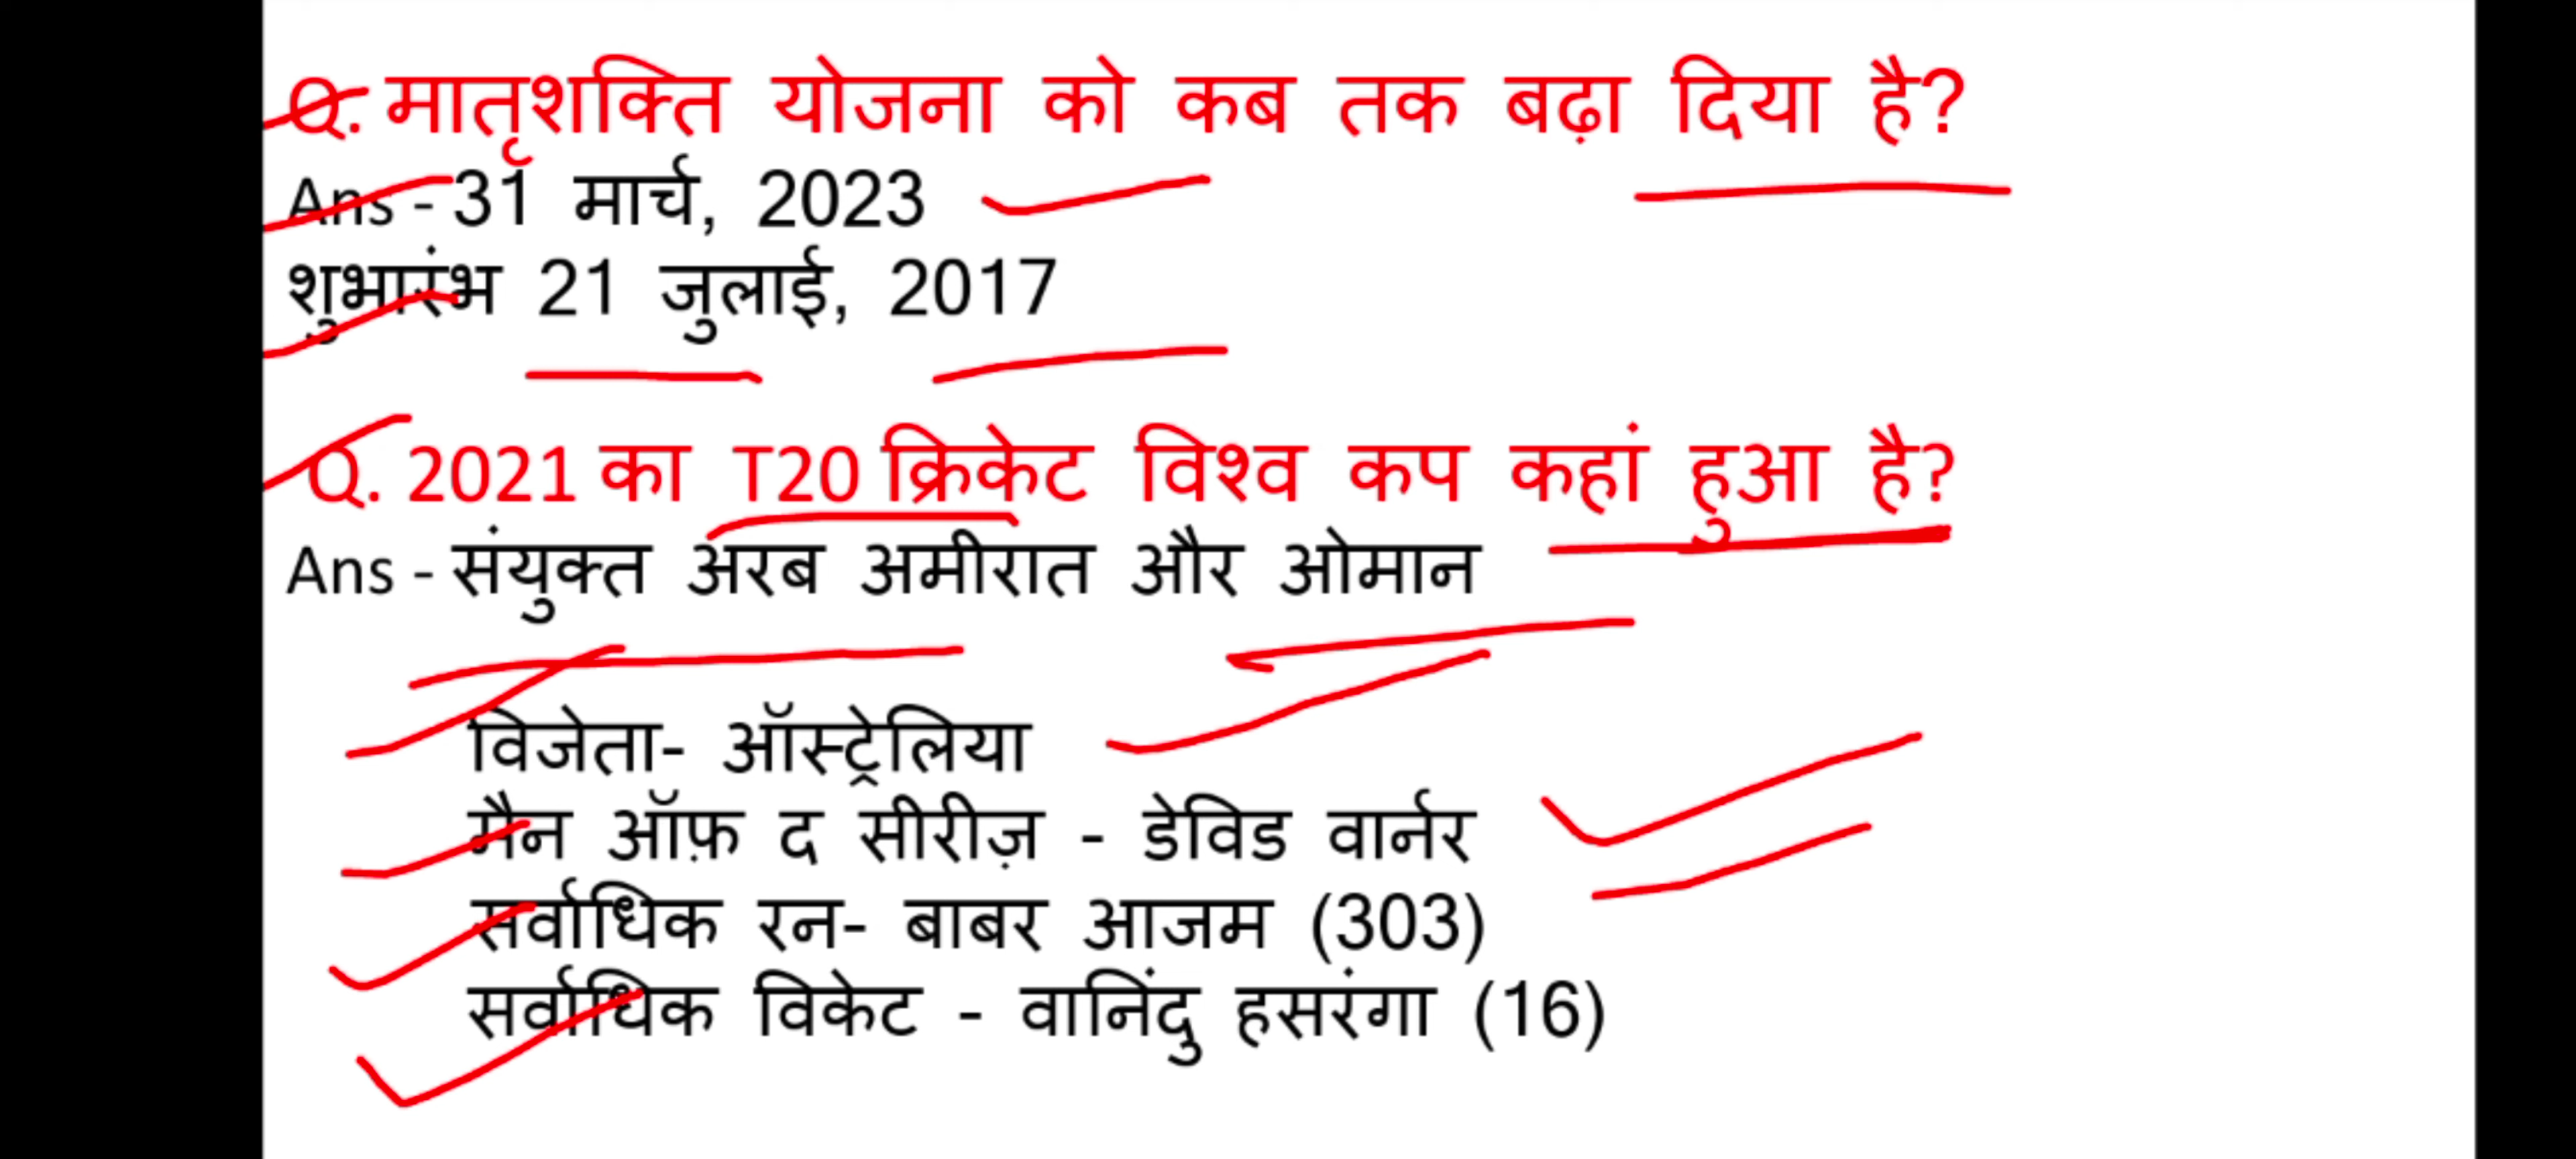 Q. मातृशक्ति योजना को कब तक बढ़ा दिया है?
Ans - 31 मार्च, 2023
शुभारंभ 21 जुलाई, 2017
Q. 2021 का T20 क्रिकेट विश्व कप कहां हुआ है?
Ans - संयुक्त अरब अमीरात और ओमान
विजेता- ऑस्ट्रेलिया
मैन ऑफ़ द सीरीज़ - डेविड वार्नर
सर्वाधिक रन- बाबर आजम (303)
सर्वाधिक विकेट - वानिंदु हसरंगा (16)